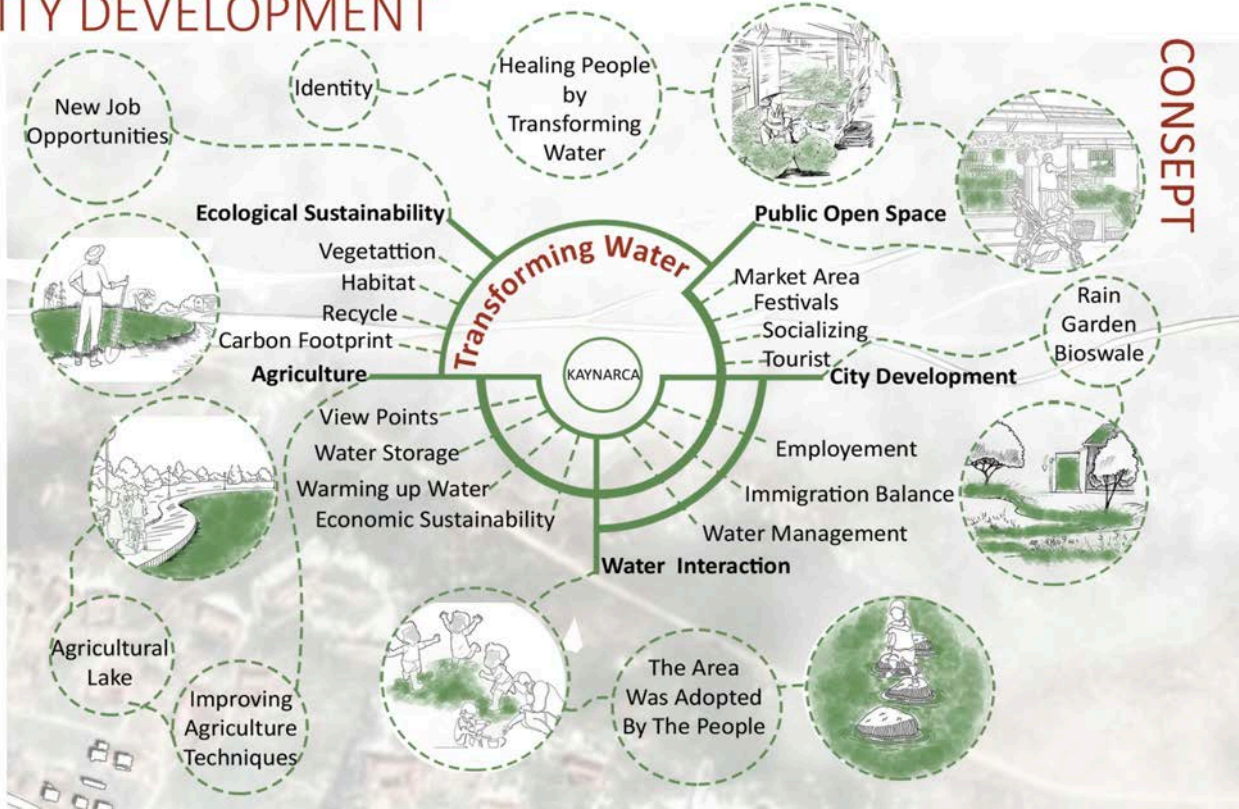 ITY DEVELOPMENT
CONSEPT
New Job
Opportunities
Identity
Healing People
by
Transforming
Water
Ecological Sustainability
Vegetattion
Habitat
Recycle
Carbon Footprint
Agriculture
Transforming Water
KAYNARCA
Public Open Space
Market Area
Festivals
Socializing
Tourist
City Development
Rain
Garden
Bioswale
View Points
Water Storage
Warming up Water
Economic Sustainability
Employement
Immigration Balance
Water Management
Water Interaction
Agricultural
Lake
Improving
Agriculture
Techniques
The Area
Was Adopted
By The People